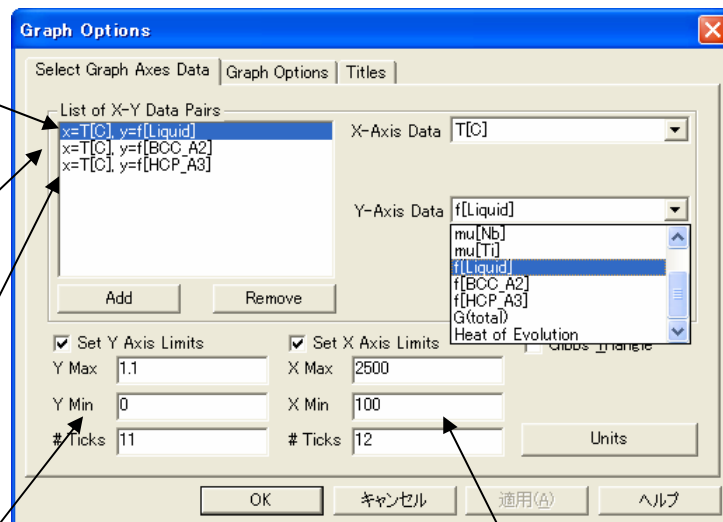 Graph Options
Select Graph Axes Data Graph Options Titles
List of X-Y Data Pairs
x=T[C], y=f[Liquid]
x=T[C], y=f[BCC_A2]
x=T[C], y=f[HCP_A3]
X-Axis Data T[C]
Y-Axis Data f[Liquid]
mu[Nb]
mu[Ti]
f[Liquid]
f[BCC_A2]
f[HCP_A3]
G(total)
Heat of Evolution
Add Remove
Set Y Axis Limits Set X Axis Limits Gibbs Triangle
Y Max 1.1 X Max 2500
Y Min 0 X Min 100
# Ticks 11 # Ticks 12 Units
OK キャンセル 適用(A) ヘルプ